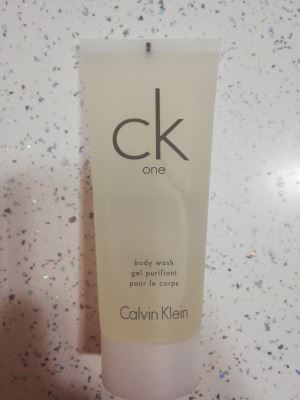 ck
one
body wash
gel purifiant
pour le corps
Calvin Klein